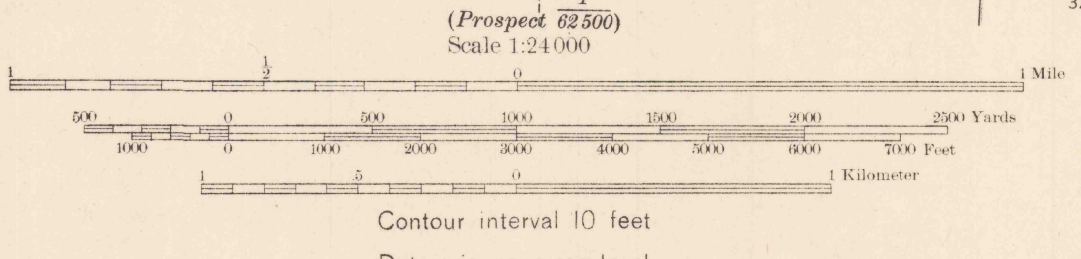 (Prospect 1/62500)
Scale 1:24000
1 1/2 0 1 Mile
500 0 500 1000 1500 2000 2500 Yards
1000 0 1000 2000 3000 4000 5000 6000 7000 Feet
1 .5 0 1 Kilometer
Contour interval 10 feet